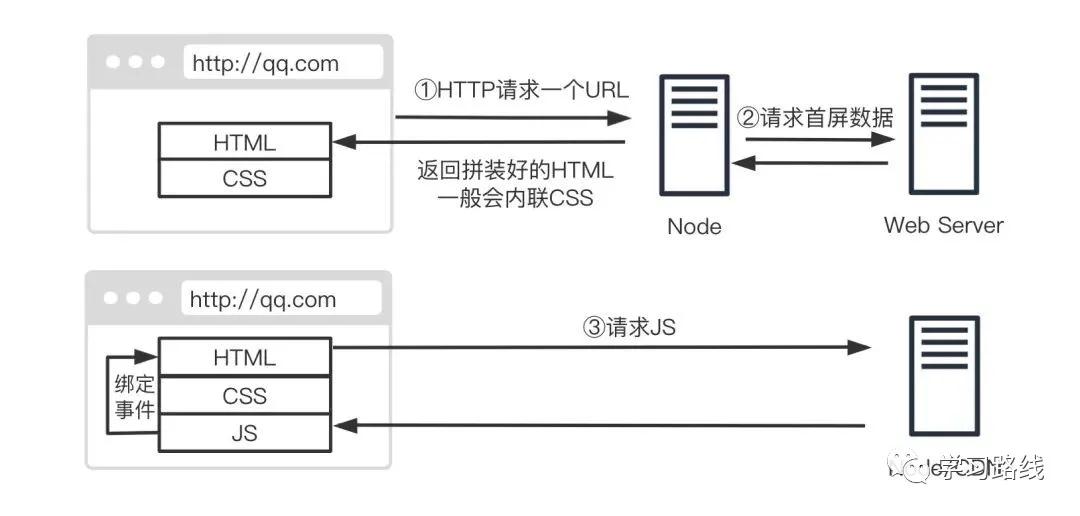 http://qq.com
①HTTP请求一个URL
②请求首屏数据
HTML
CSS
返回拼装好的HTML
一般会内联CSS
Node
Web Server
http://qq.com
③请求JS
HTML
绑定
事件
CSS
JS
学习路线